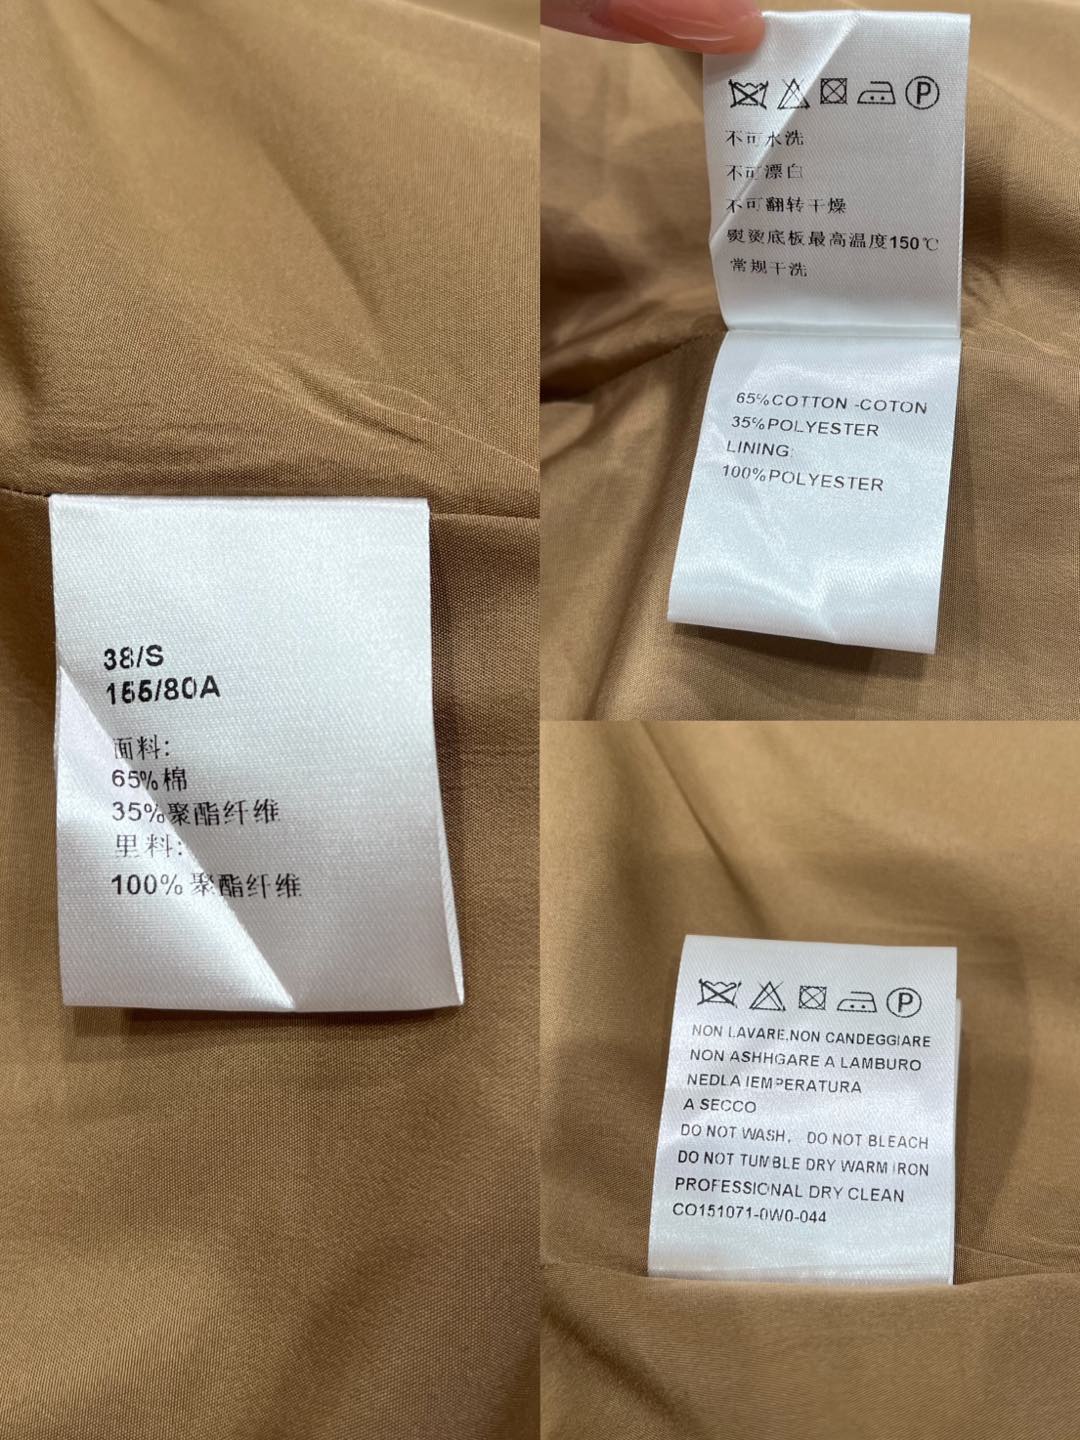 38/S
155/80A
面料:
65%棉
35%聚酯纤维
里料:
100%聚酯纤维
P
不可水洗
不可漂白
不可翻转干燥
熨烫底板最高温度150℃
常规干洗
65%COTTON -COTON
35%POLYESTER
LINING:
100%POLYESTER
P
NON LAVARE,NON CANDEGGIARE
NON ASHHGARE A LAMBURO
NEDLA IEMPERATURA
A SECCO
DO NOT WASH, DO NOT BLEACH
DO NOT TUMBLE DRY WARM IRON
PROFESSIONAL DRY CLEAN
CO151071-0W0-044